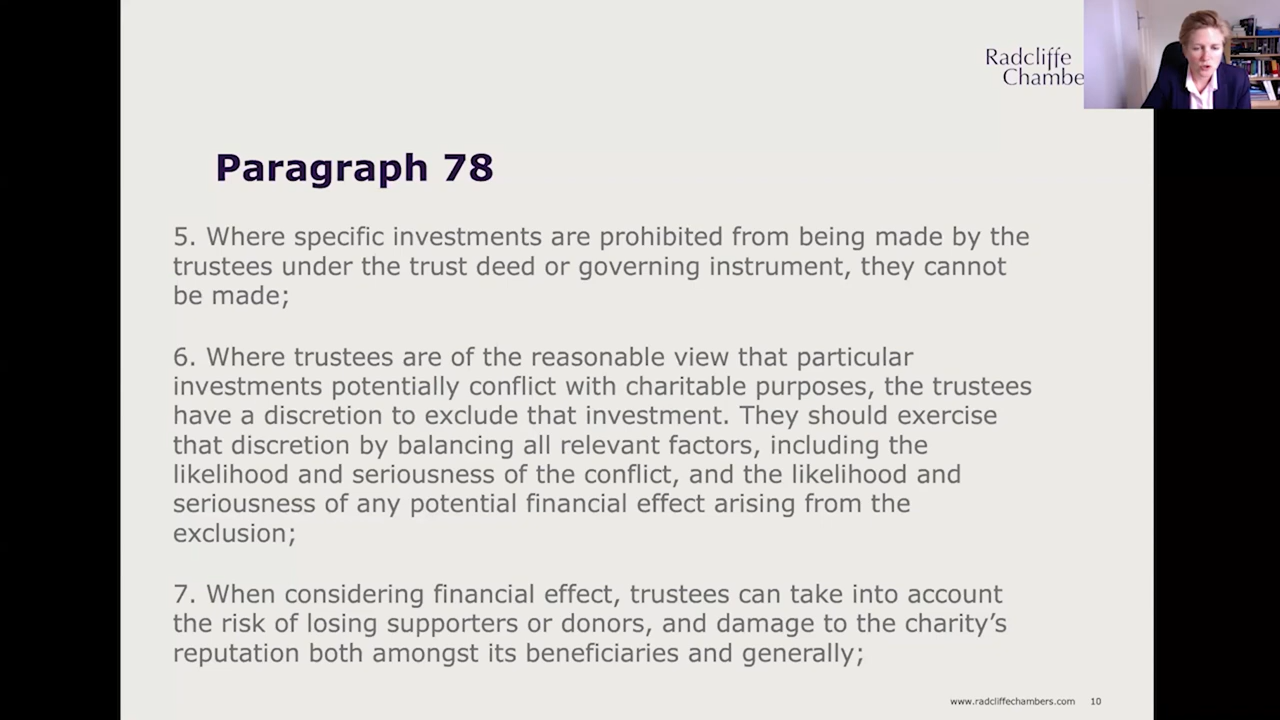 Radcliffe
Chambe
Paragraph 78
5. Where specific investments are prohibited from being made by the
trustees under the trust deed or governing instrument, they cannot
be made;
6. Where trustees are of the reasonable view that particular
investments potentially conflict with charitable purposes, the trustees
have a discretion to exclude that investment. They should exercise
that discretion by balancing all relevant factors, including the
likelihood and seriousness of the conflict, and the likelihood and
seriousness of any potential financial effect arising from the
exclusion;
7. When considering financial effect, trustees can take into account
the risk of losing supporters or donors, and damage to the charity’s
reputation both amongst its beneficiaries and generally;
www.radcliffechambers.com 10